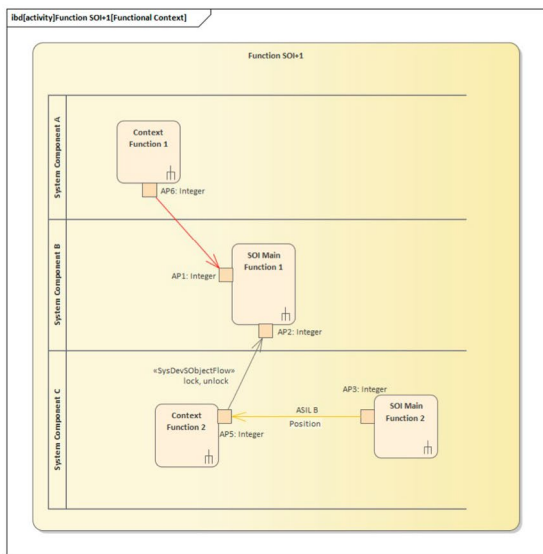 ibd[activity]Function SOI+1[Functional Context]
Function SOI+1
System Component A
Context
Function 1
AP6: Integer
System Component B
SOI Main
Function 1
AP1: Integer
AP2: Integer
System Component C
«SysDevSObjectFlow»
lock, unlock
AP3: Integer
Context
Function 2
AP5: Integer
ASIL B
Position
SOI Main
Function 2